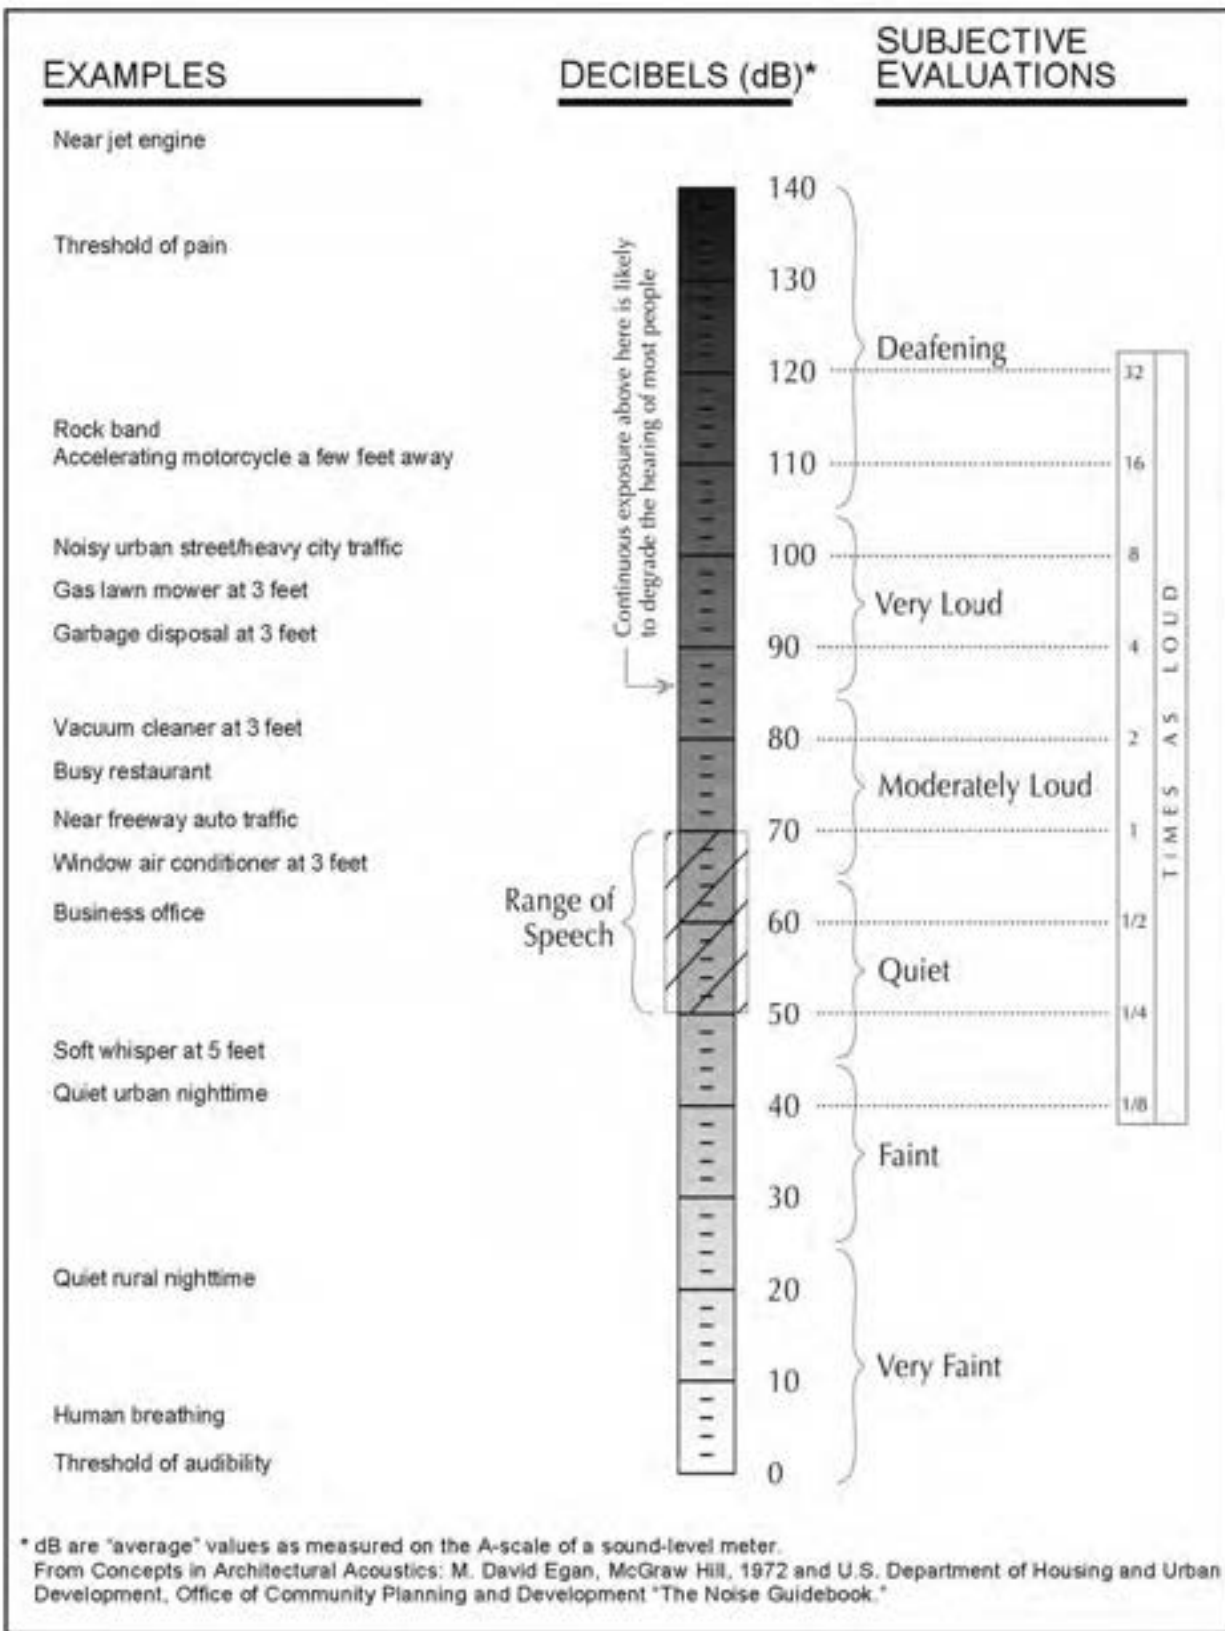 EXAMPLES
DECIBELS (dB)*
SUBJECTIVE
EVALUATIONS
Near jet engine
Threshold of pain
Rock band
Accelerating motorcycle a few feet away
Noisy urban street/heavy city traffic
Gas lawn mower at 3 feet
Garbage disposal at 3 feet
Vacuum cleaner at 3 feet
Busy restaurant
Near freeway auto traffic
Window air conditioner at 3 feet
Business office
Soft whisper at 5 feet
Quiet urban nighttime
Quiet rural nighttime
Human breathing
Threshold of audibility
Continuous exposure above here is likely
to degrade the hearing of most people
Range of
Speech
140
130
120
110
100
90
80
70
60
50
40
30
20
10
0
Deafening
Very Loud
Moderately Loud
Quiet
Faint
Very Faint
32
16
8
4
2
1
1/2
1/4
1/8
TIMES AS LOUD
* dB are "average" values as measured on the A-scale of a sound-level meter.
From Concepts in Architectural Acoustics: M. David Egan, McGraw Hill, 1972 and U.S. Department of Housing and Urban
Development, Office of Community Planning and Development "The Noise Guidebook."